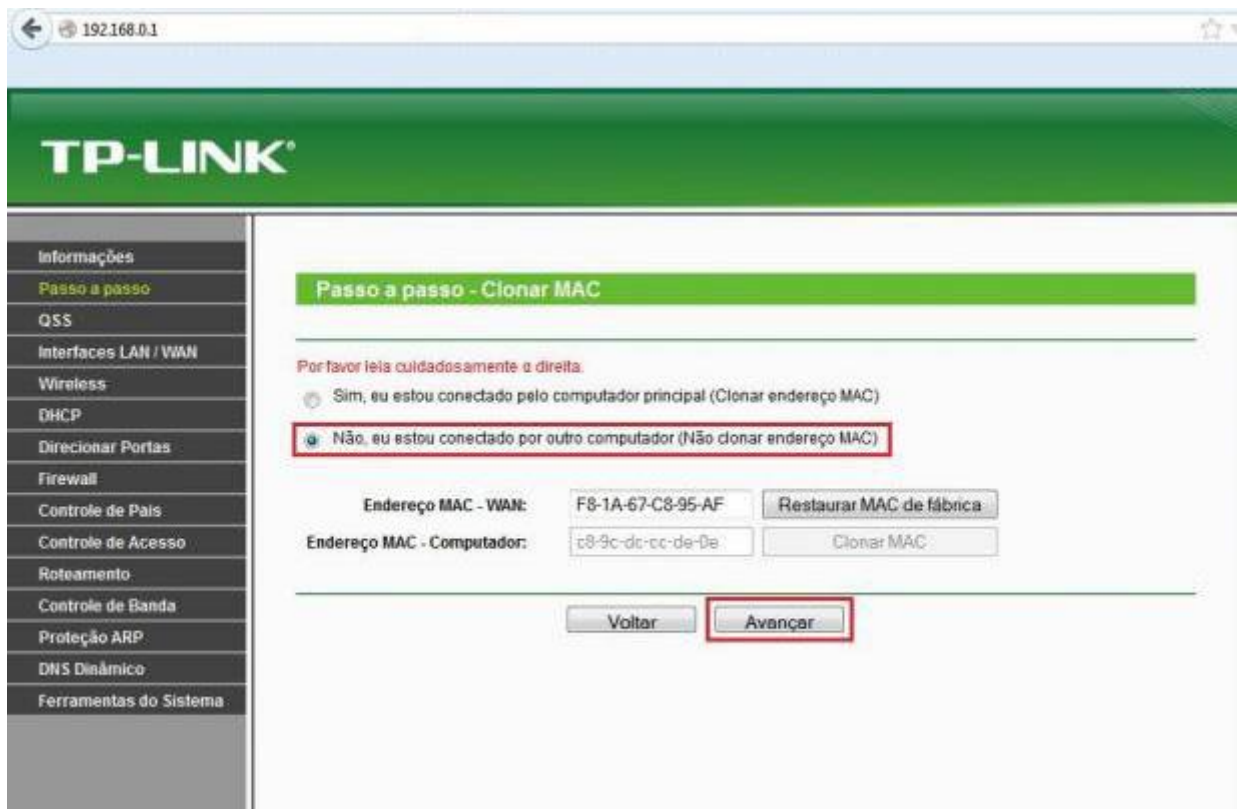 192.168.0.1
TP-LINK®
Informações
Passo a passo
QSS
Interfaces LAN / WAN
Wireless
DHCP
Direcionar Portas
Firewall
Controle de Pais
Controle de Acesso
Roteamento
Controle de Banda
Proteção ARP
DNS Dinâmico
Ferramentas do Sistema
Passo a passo - Clonar MAC
Por favor leia cuidadosamente a direita.
Sim, eu estou conectado pelo computador principal (Clonar endereço MAC)
Não, eu estou conectado por outro computador (Não clonar endereço MAC)
Endereço MAC - WAN: F8-1A-67-C8-95-AF Restaurar MAC de fábrica
Endereço MAC - Computador: c8-9c-dc-cc-de-0e Clonar MAC
Voltar Avançar